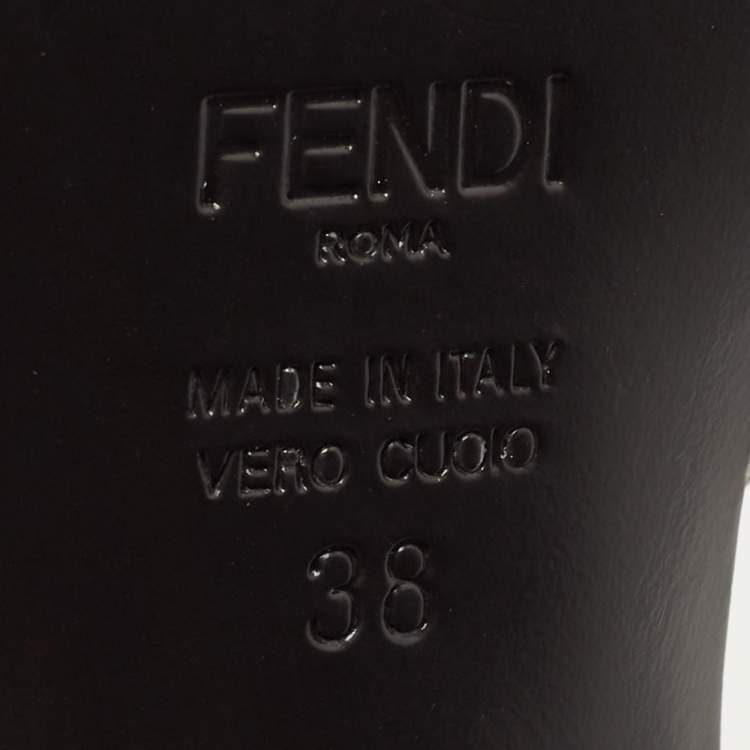 FENDI
ROMA
MADE IN ITALY
VERO CUOIO
38